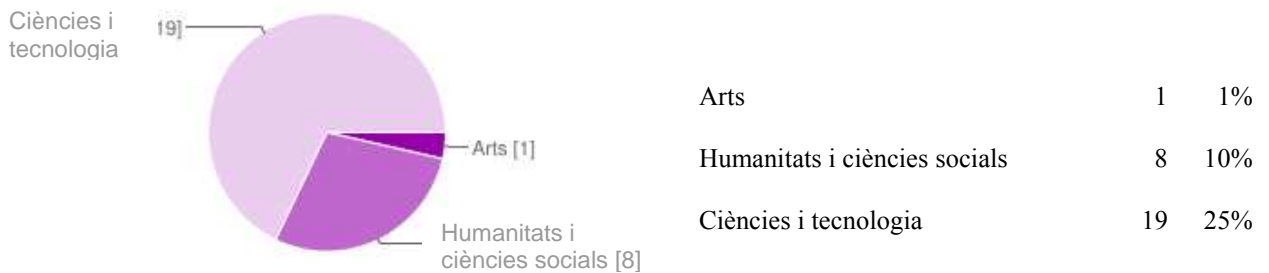 Ciències i
tecnologia
19]
Arts [1]
Humanitats i
ciències socials [8]
Arts 1 1%
Humanitats i ciències socials 8 10%
Ciències i tecnologia 19 25%